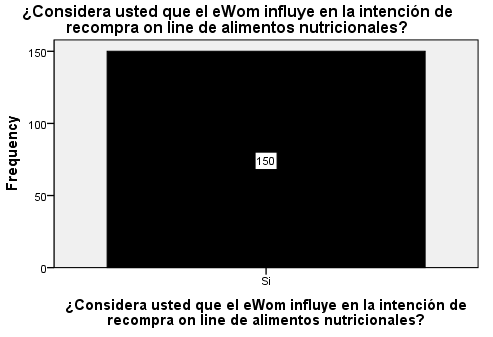 ¿Considera usted que el eWom influye en la intención de
recompra on line de alimentos nutricionales?
150
100
50
0
Frequency
150
Si
¿Considera usted que el eWom influye en la intención de
recompra on line de alimentos nutricionales?